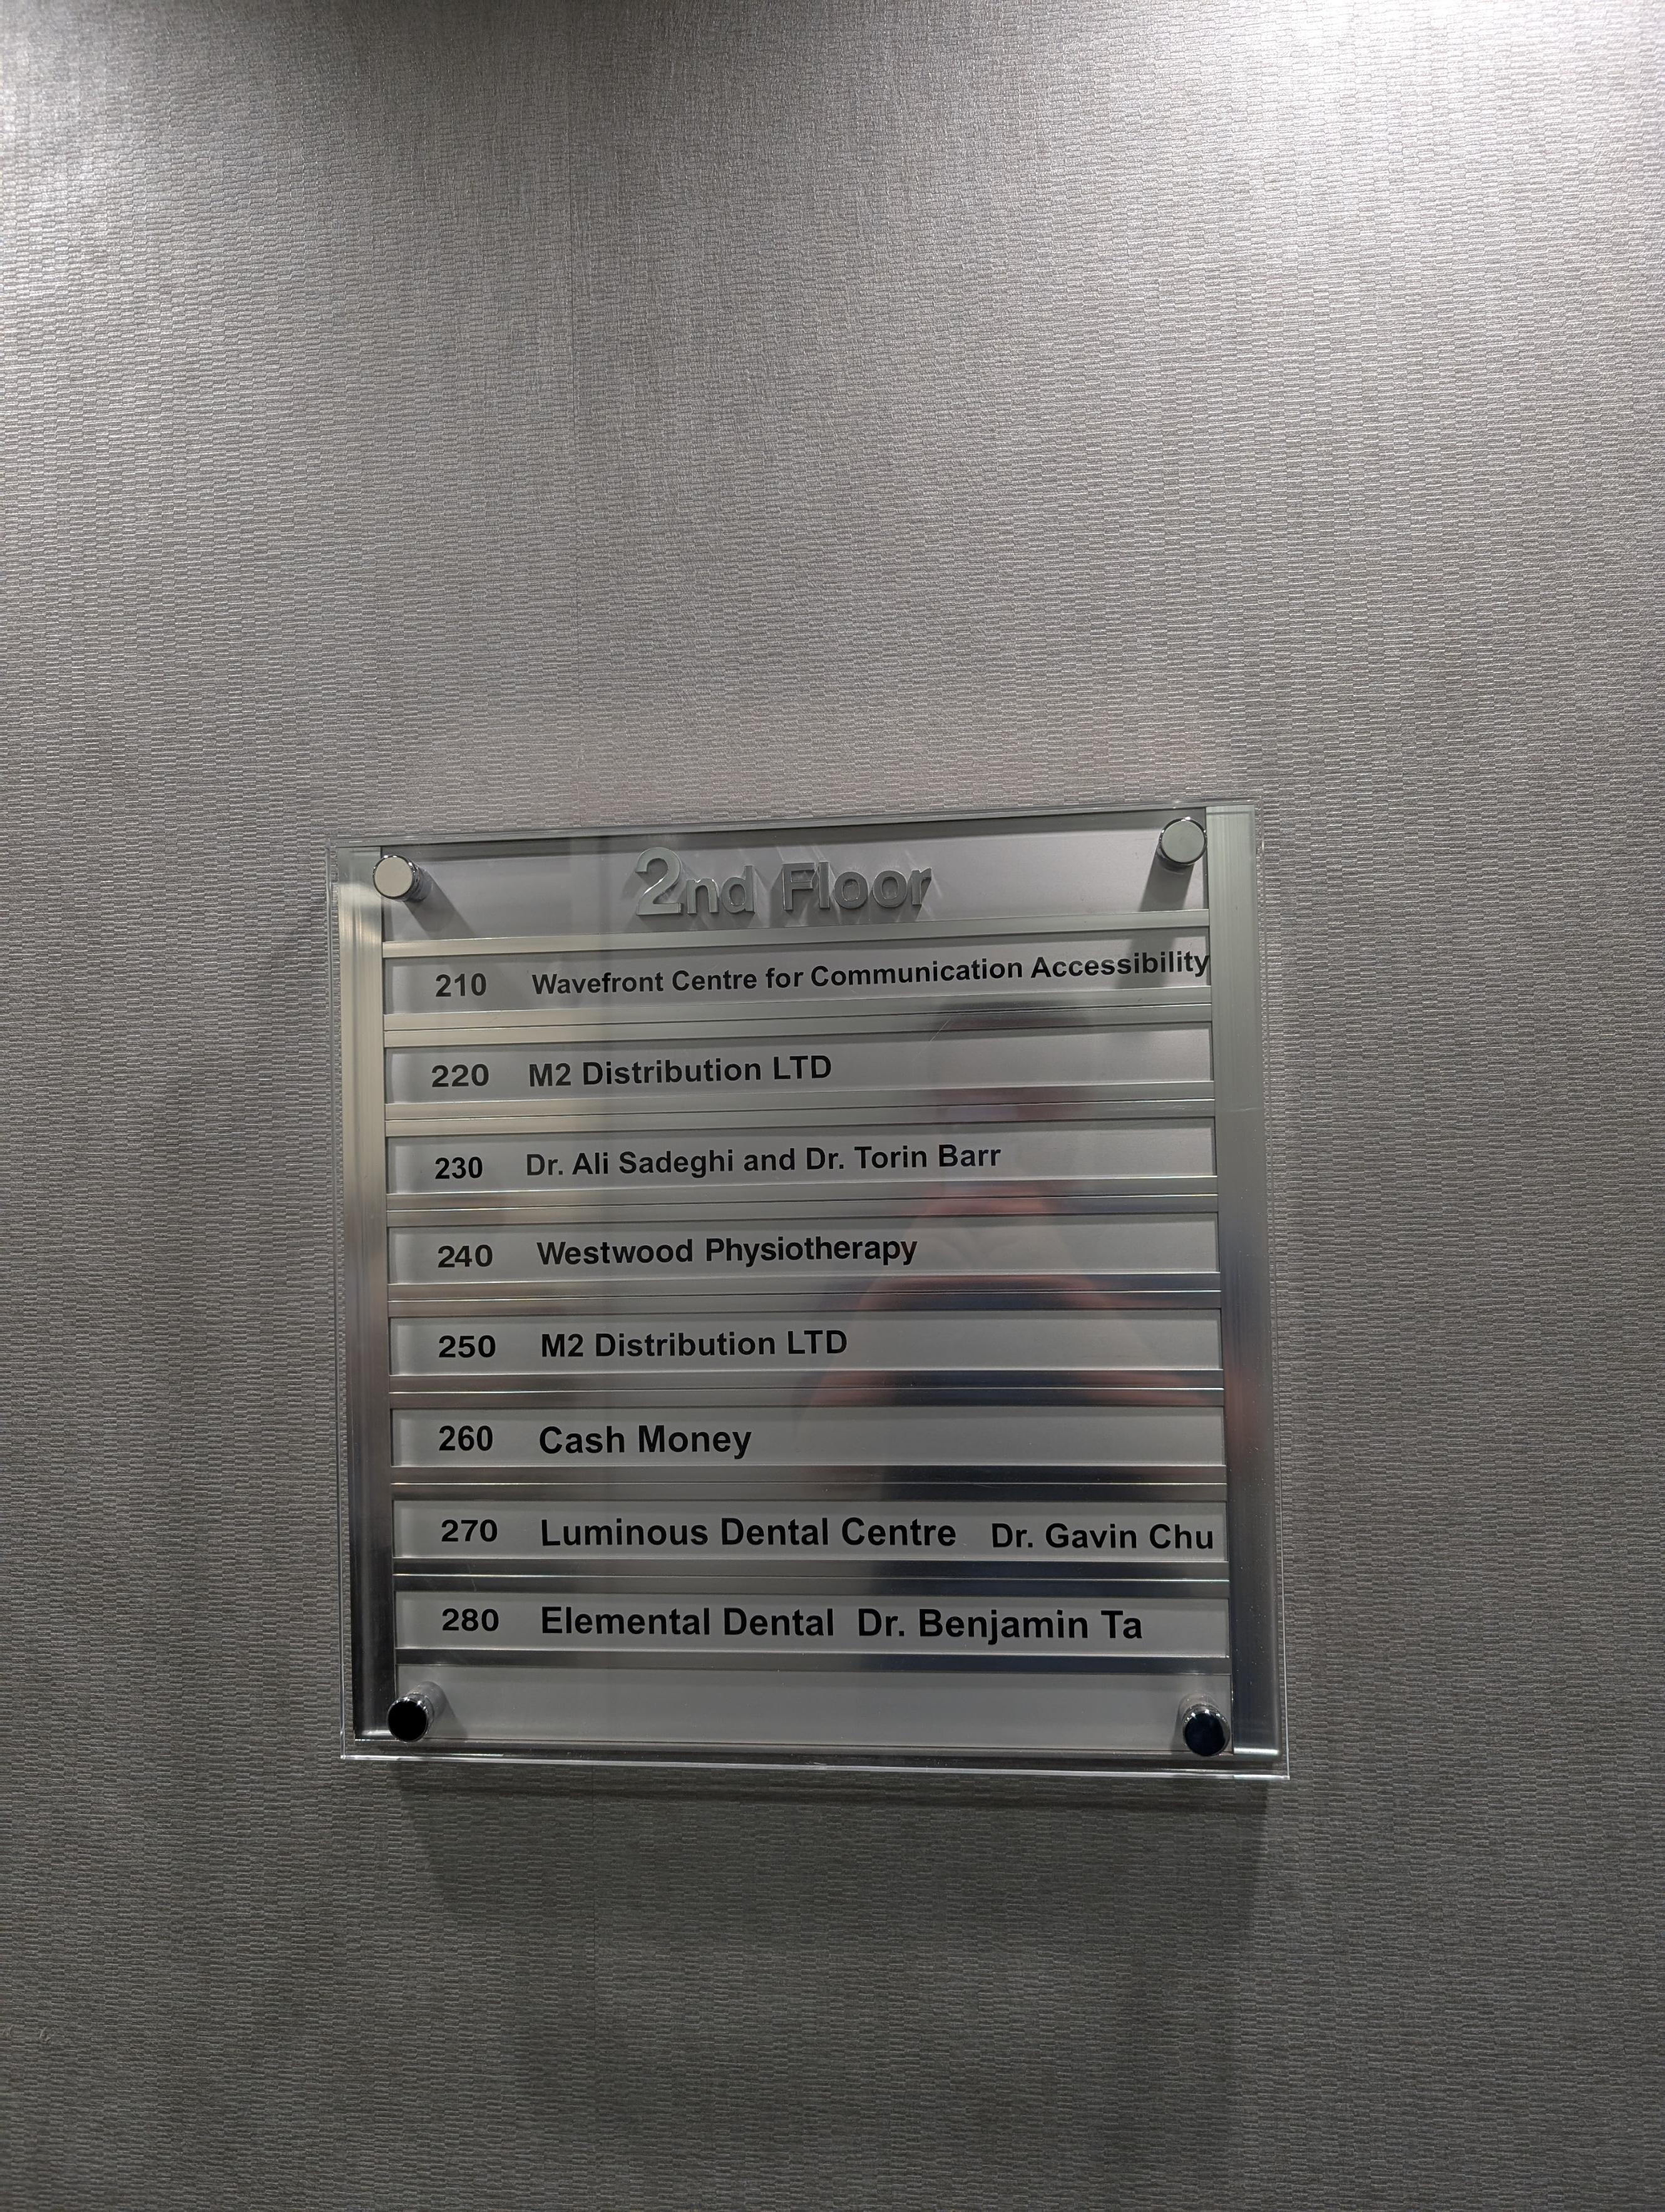 2nd Floor
210 Wavefront Centre for Communication Accessibility
220 M2 Distribution LTD
230 Dr. Ali Sadeghi and Dr. Torin Barr
240 Westwood Physiotherapy
250 M2 Distribution LTD
260 Cash Money
270 Luminous Dental Centre Dr. Gavin Chu
280 Elemental Dental Dr. Benjamin Ta